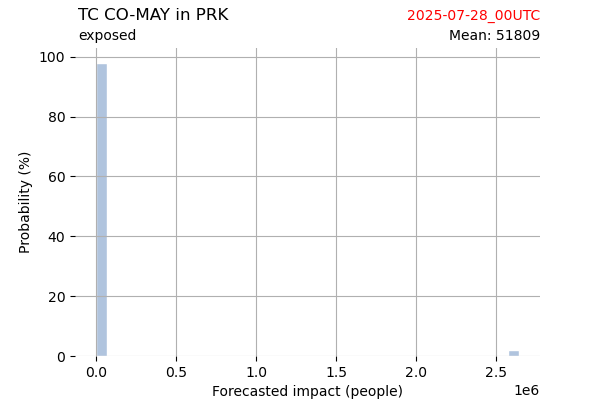 TC CO-MAY in PRK
2025-07-28_00UTC
exposed
Mean: 51809
100
80
60
40
20
0
Probability (%)
0.0 0.5 1.0 1.5 2.0 2.5
1e6
Forecasted impact (people)